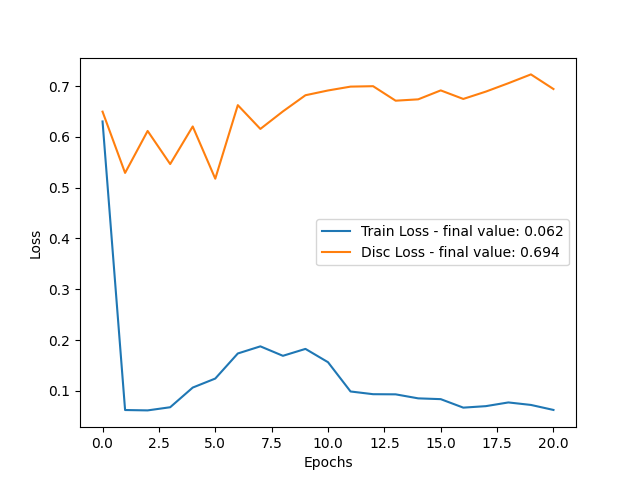 0.7
0.6
0.5
0.4
0.3
0.2
0.1
Loss
Train Loss - final value: 0.062
Disc Loss - final value: 0.694
0.0 2.5 5.0 7.5 10.0 12.5 15.0 17.5 20.0
Epochs